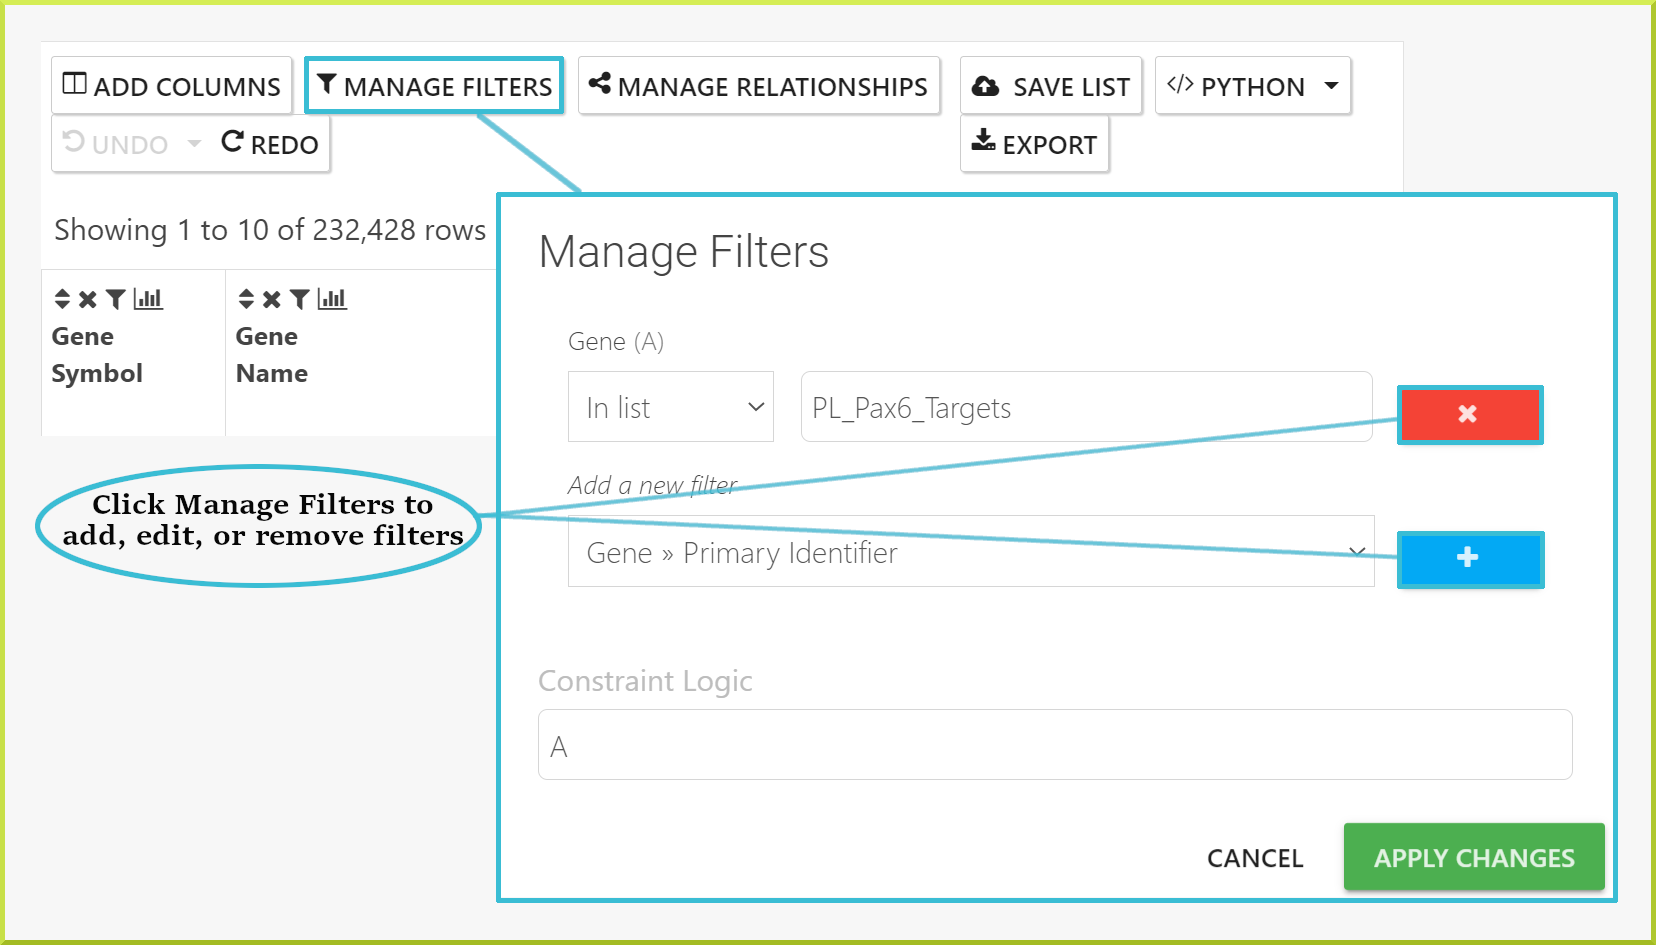 ADD COLUMNS
MANAGE FILTERS
MANAGE RELATIONSHIPS
SAVE LIST
</> PYTHON
UNDO
REDO
EXPORT
Showing 1 to 10 of 232,428 rows
Gene
Symbol
Gene
Name
Manage Filters
Gene (A)
In list
PL_Pax6_Targets
Add a new filter
Gene » Primary Identifier
Click Manage Filters to
add, edit, or remove filters
Constraint Logic
A
CANCEL
APPLY CHANGES